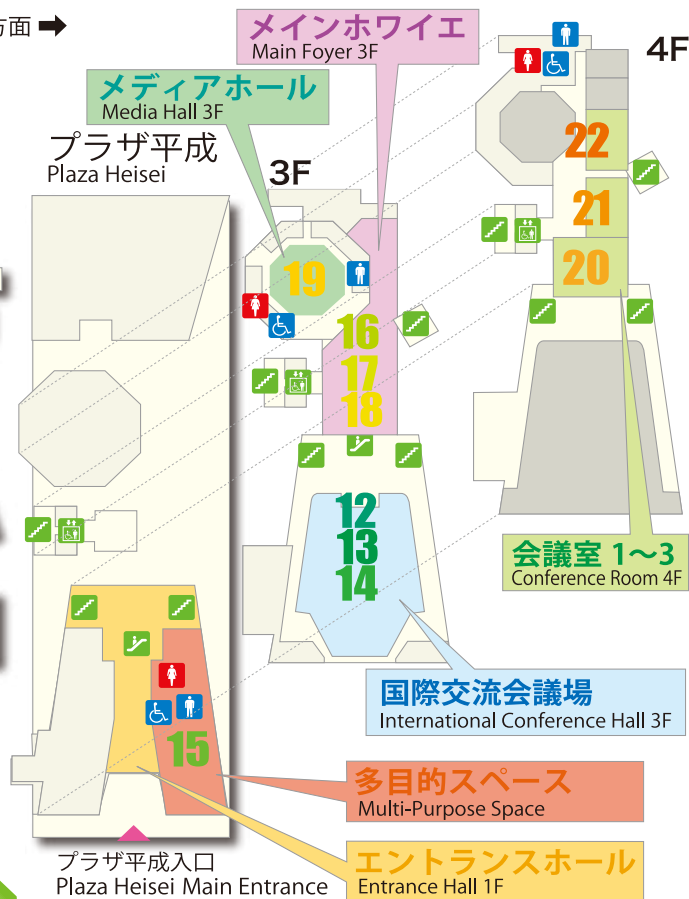 方面 ➡
メインホワイエ
Main Foyer 3F
4F
メディアホール
Media Hall 3F
プラザ平成
Plaza Heisei
3F
22
21
20
19
16
17
18
12
13
14
会議室 1〜3
Conference Room 4F
国際交流会議場
International Conference Hall 3F
15
多目的スペース
Multi-Purpose Space
プラザ平成入口
Plaza Heisei Main Entrance
エントランスホール
Entrance Hall 1F